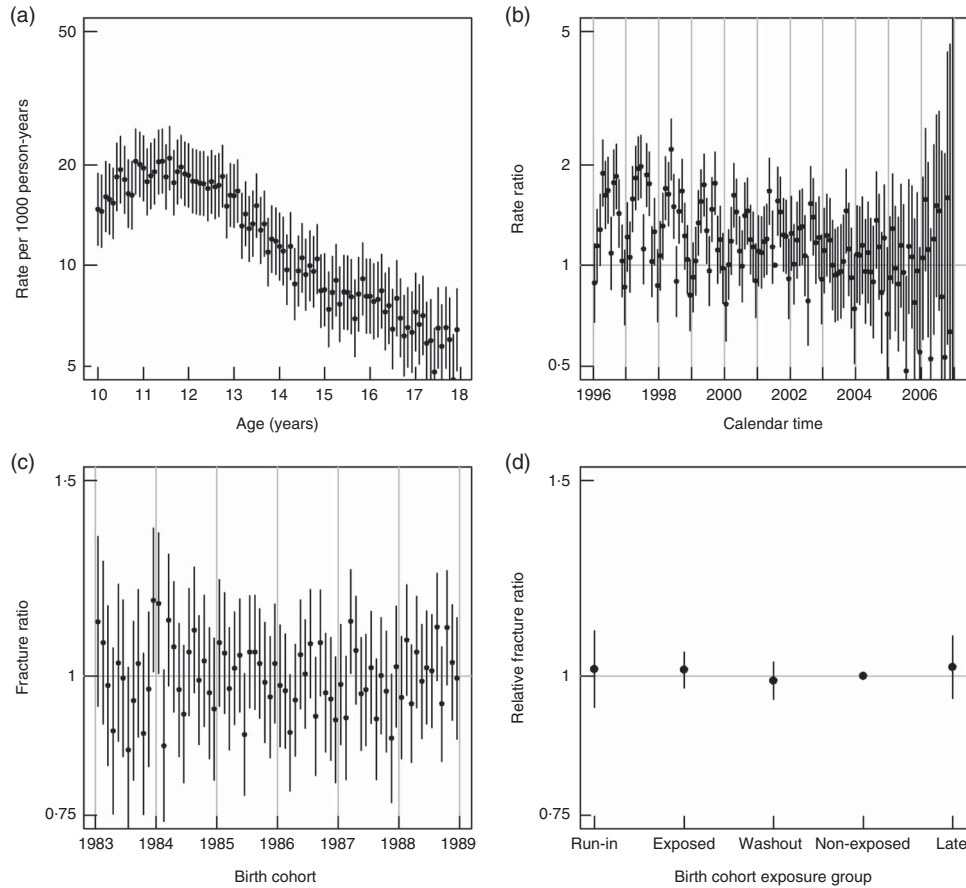 (a)
50
20
10
5
Rate per 1000 person-years
10 11 12 13 14 15 16 17 18
Age (years)
(b)
5
2
1
0·5
Rate ratio
1996 1998 2000 2002 2004 2006
Calendar time
(c)
1·5
1
0·75
Fracture ratio
1983 1984 1985 1986 1987 1988 1989
Birth cohort
(d)
1·5
1
0·75
Relative fracture ratio
Run-in Exposed Washout Non-exposed Late
Birth cohort exposure group